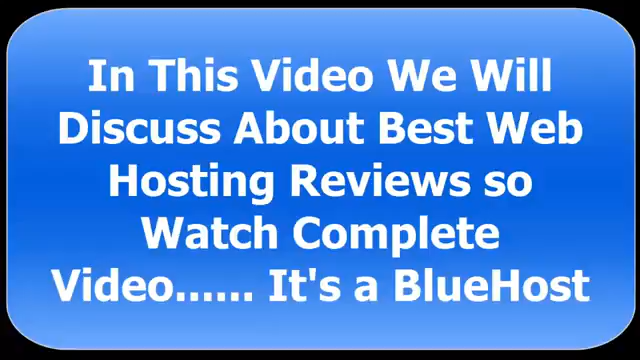 In This Video We Will
Discuss About Best Web
Hosting Reviews so
Watch Complete
Video...... It's a BlueHost